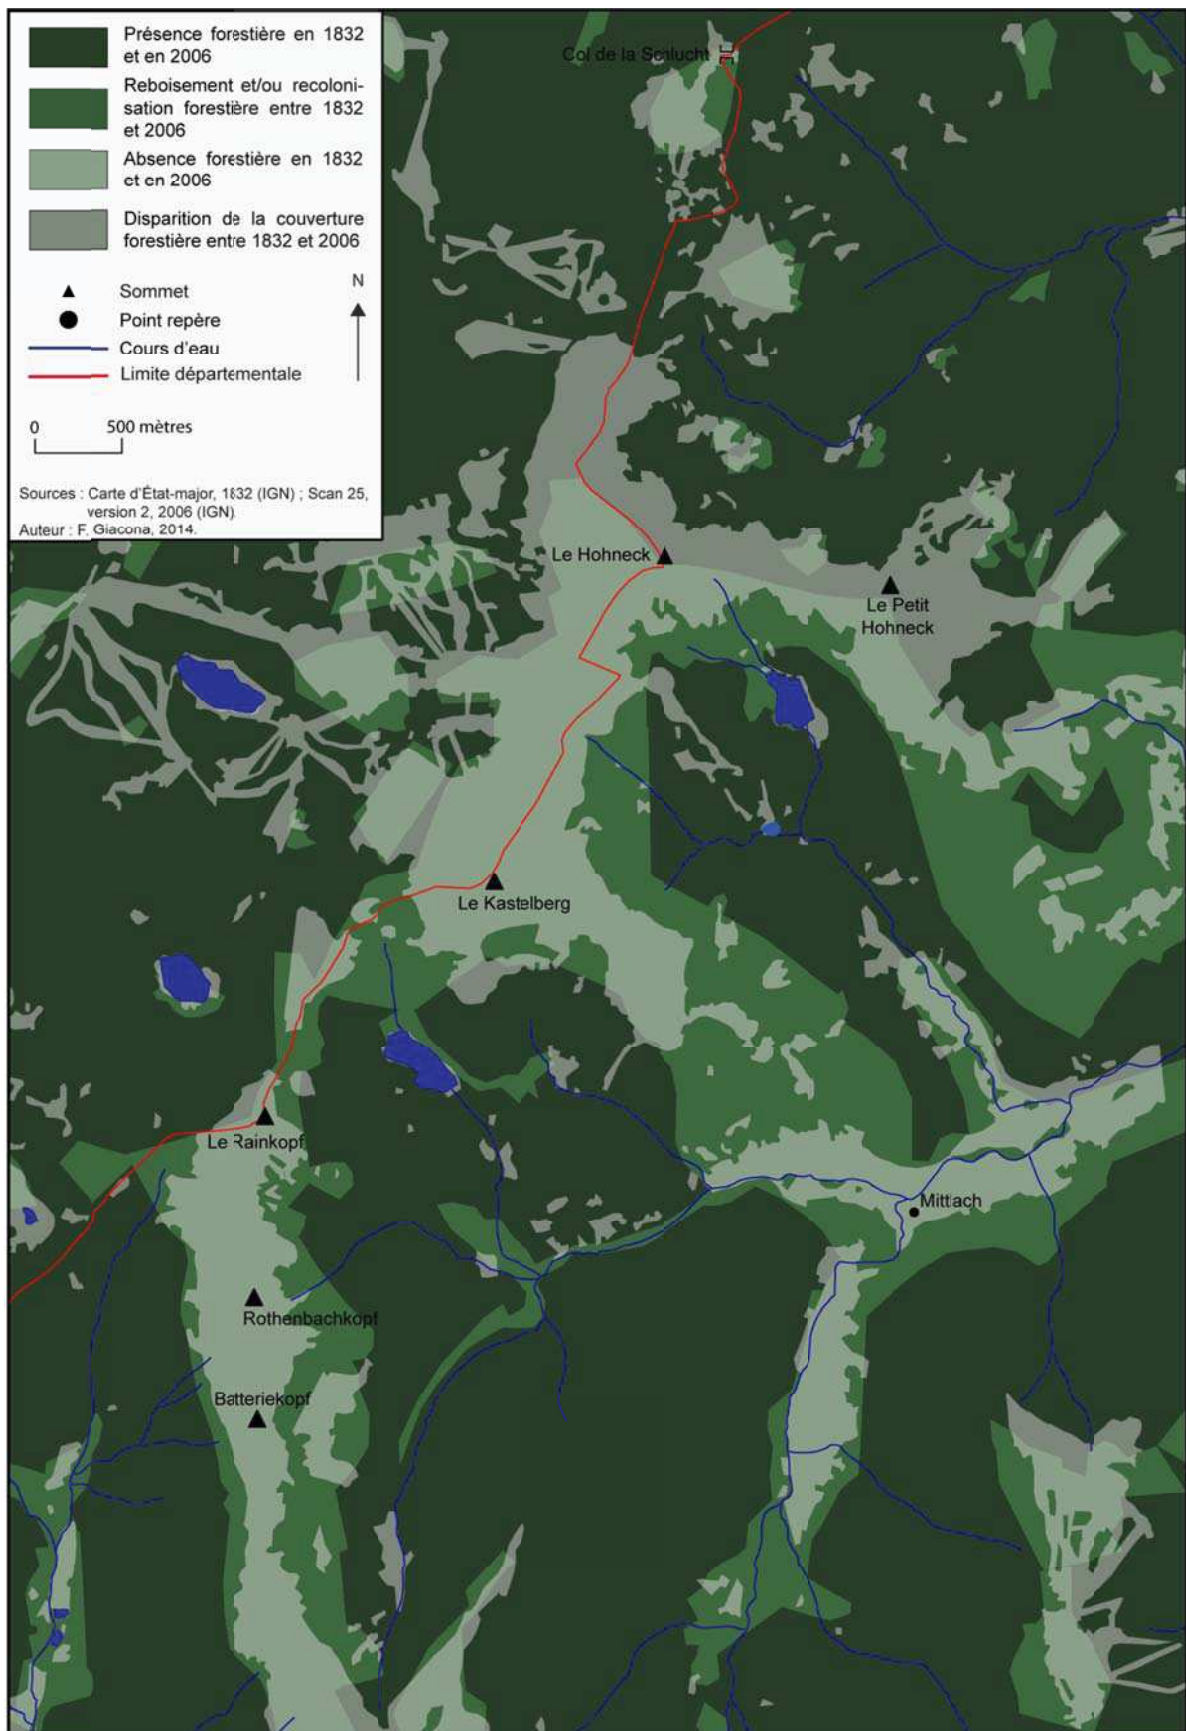 Présence forestière en 1832
et en 2006
Reboisement et/ou recoloni-
sation forestière entre 1832
et 2006
Absence forestière en 1832
et en 2006
Disparition de la couverture
forestière entre 1832 et 2006
Sommet
Point repère
Cours d'eau
Limite départementale
N
0 500 mètres
Sources : Carte d'État-major, 1832 (IGN) ; Scan 25,
version 2, 2006 (IGN)
Auteur : F. Giacona, 2014.
Col de la Schlucht
Le Hohneck
Le Petit
Hohneck
Le Kastelberg
Le Rainkopf
Mittlach
Rothenbachkopf
Batteriekopf